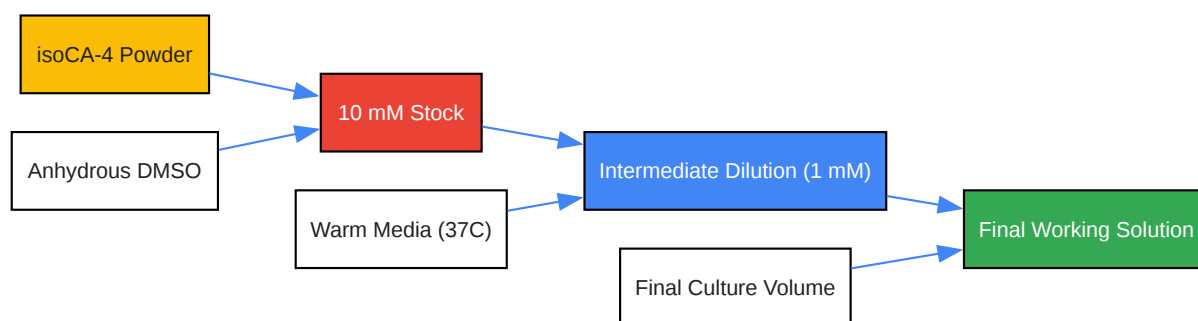 isoCA-4 Powder
Anhydrous DMSO
10 mM Stock
Warm Media (37C)
Intermediate Dilution (1 mM)
Final Culture Volume
Final Working Solution